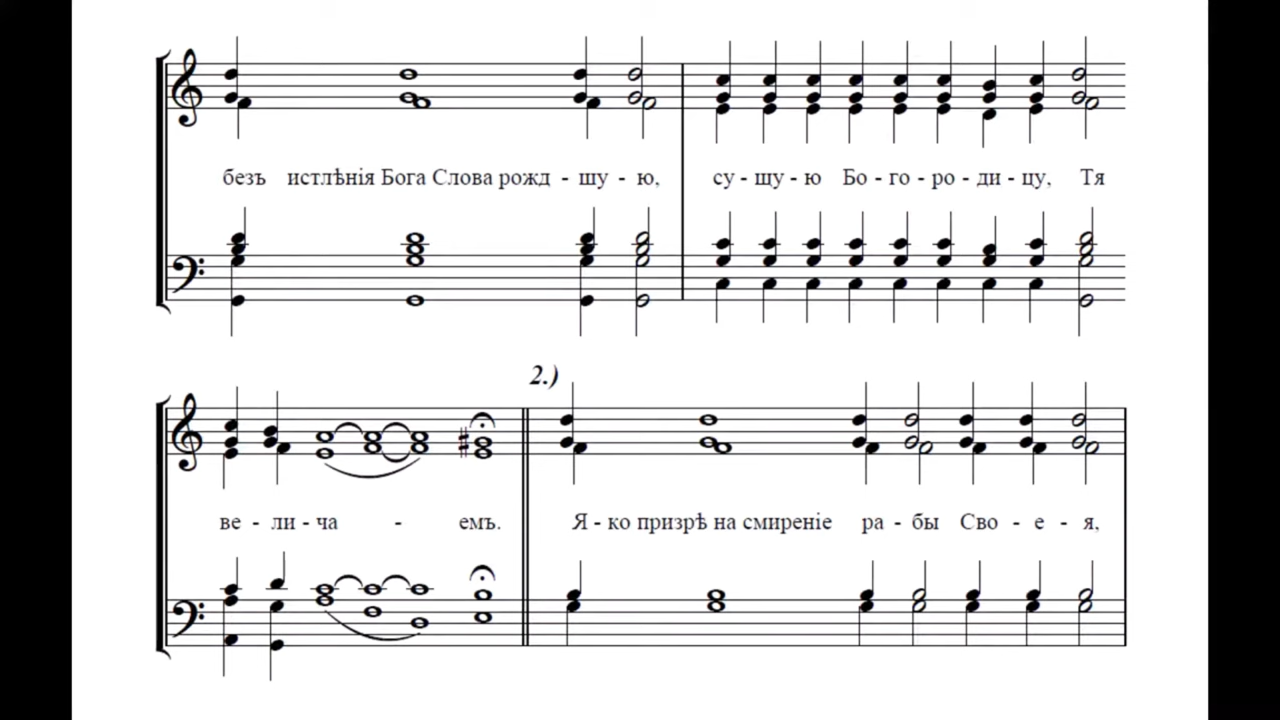 безъ истлѣнія Бога Слова рожд - шу - ю, су - щу - ю Бо - го - ро - ди - цу, Тя
2.)
ве - ли - ча - емъ. Я - ко призрѣ на смиреніе ра - бы Сво - е - я,